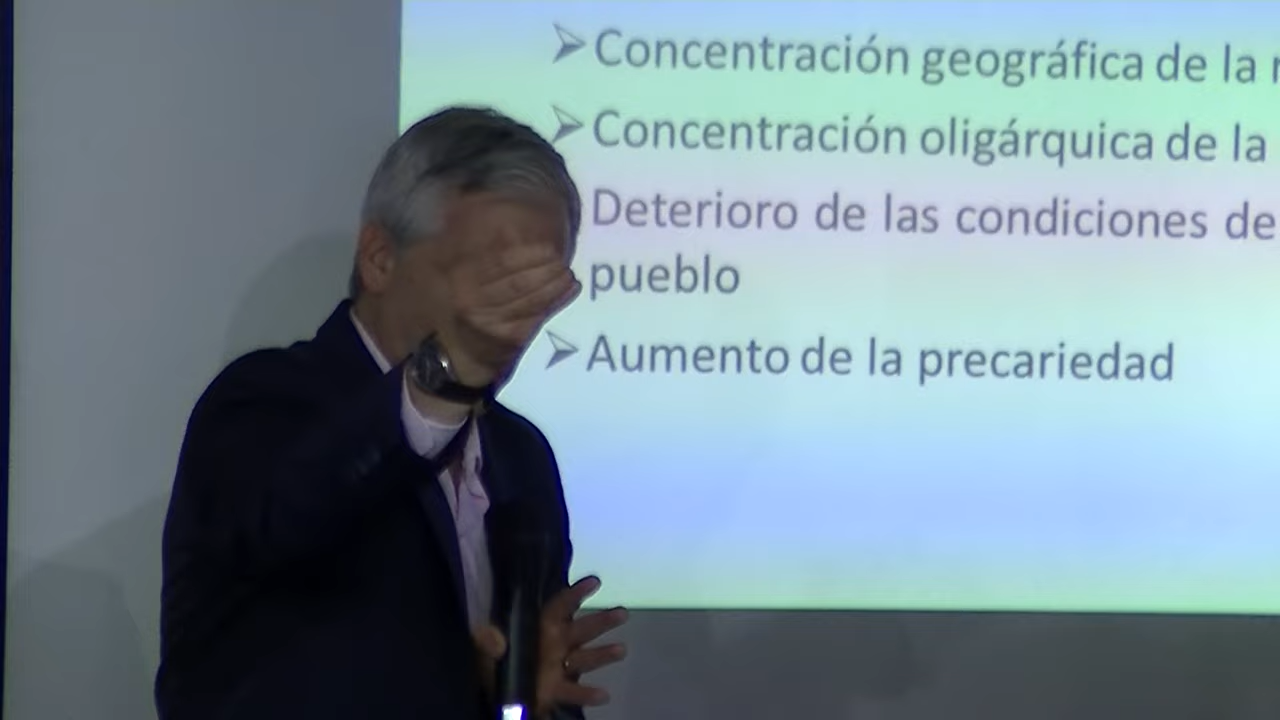 Concentración geográfica de la
Concentración oligárquica de la
Deterioro de las condiciones de
pueblo
Aumento de la precariedad